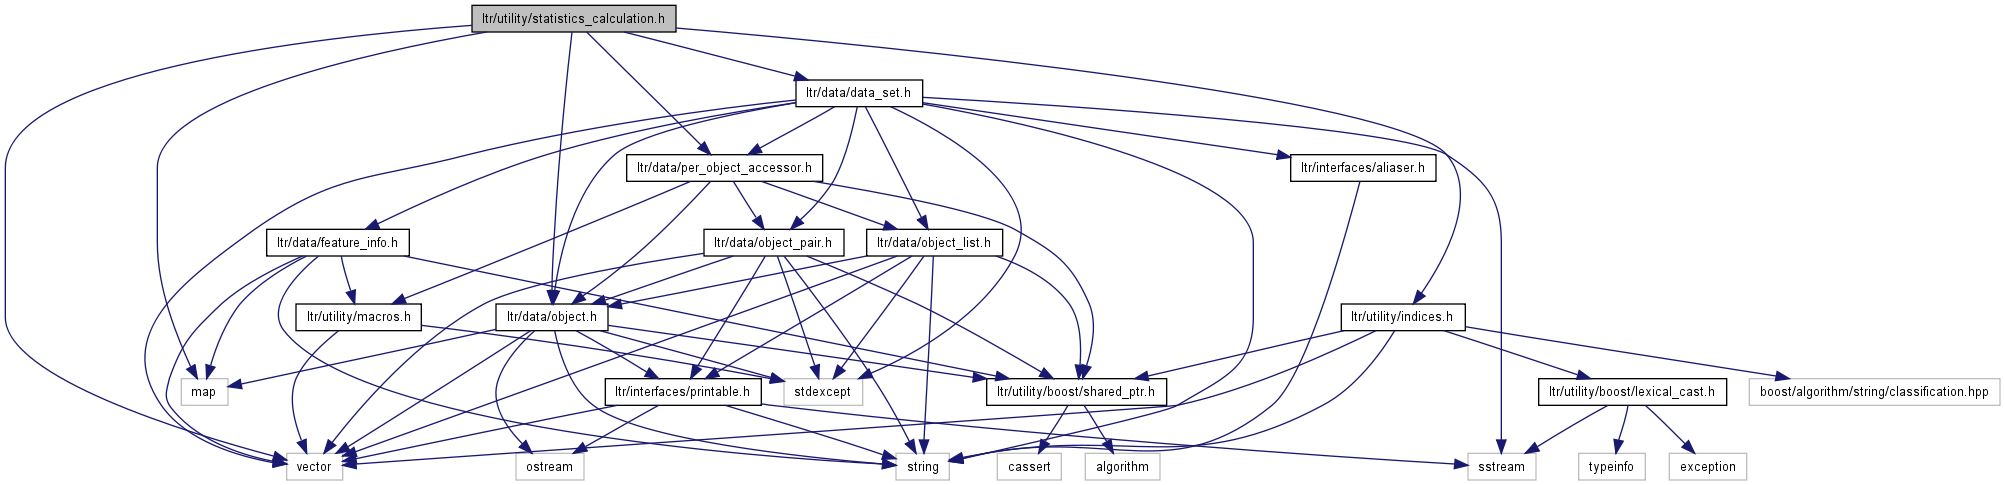 ltr/utility/statistics_calculation.h
ltr/data/data_set.h
ltr/data/per_object_accessor.h
ltr/interfaces/aliaser.h
ltr/data/feature_info.h
ltr/data/object_pair.h
ltr/data/object_list.h
ltr/utility/macros.h
ltr/data/object.h
ltr/utility/indices.h
map
ltr/interfaces/printable.h
stdexcept
ltr/utility/boost/shared_ptr.h
ltr/utility/boost/lexical_cast.h
boost/algorithm/string/classification.hpp
vector
ostream
string
cassert
algorithm
sstream
typeinfo
exception